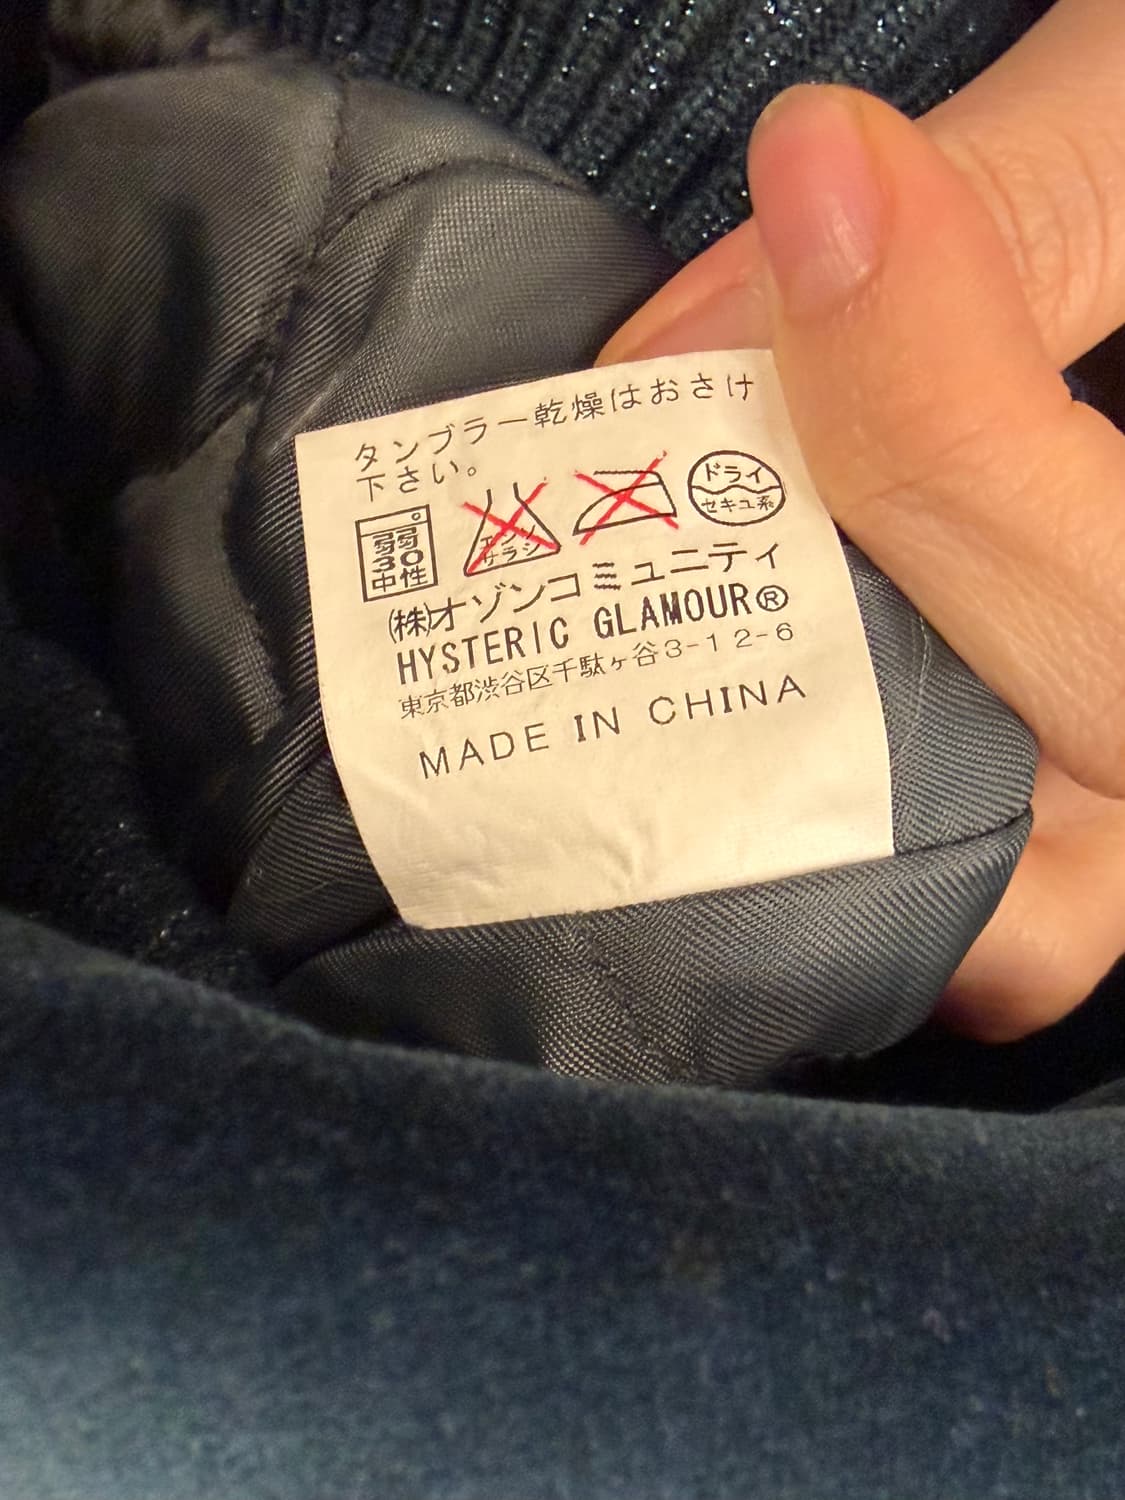 タンブラー乾燥はおさけ
下さい。
弱
30
中性
エンソ
サラシ
ドライ
セキユ系
㈱オゾンコミュニティ
HYSTERIC GLAMOUR®
東京都渋谷区千駄ヶ谷3-12-6
MADE IN CHINA